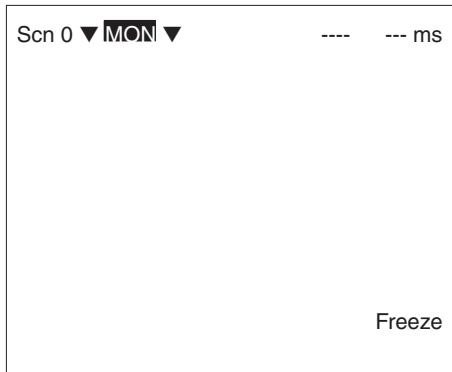 Scn 0 ▼ MON ▼ ---- --- ms
Freeze